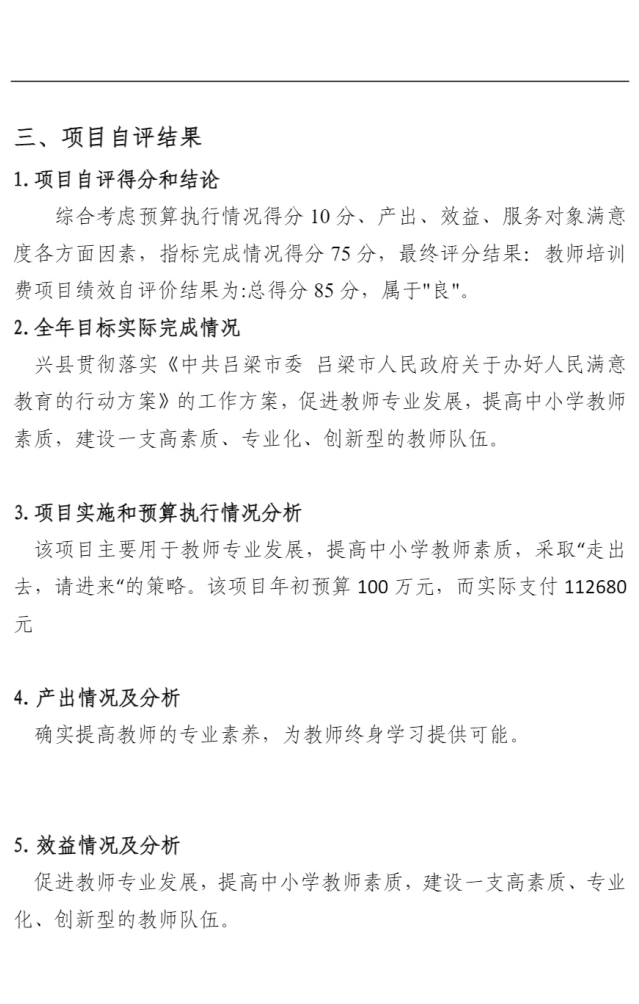 三、项目自评结果
1. 项目自评得分和结论
综合考虑预算执行情况得分 10 分、产出、效益、服务对象满意
度各方面因素，指标完成情况得分 75 分，最终评分结果：教师培训
费项目绩效自评价结果为:总得分 85 分，属于"良"。
2. 全年目标实际完成情况
兴县贯彻落实《中共吕梁市委 吕梁市人民政府关于办好人民满意
教育的行动方案》的工作方案，促进教师专业发展，提高中小学教师
素质，建设一支高素质、专业化、创新型的教师队伍。
3. 项目实施和预算执行情况分析
该项目主要用于教师专业发展，提高中小学教师素质，采取“走出
去，请进来“的策略。该项目年初预算 100 万元，而实际支付 112680
元
4. 产出情况及分析
确实提高教师的专业素养，为教师终身学习提供可能。
5. 效益情况及分析
促进教师专业发展，提高中小学教师素质，建设一支高素质、专业
化、创新型的教师队伍。